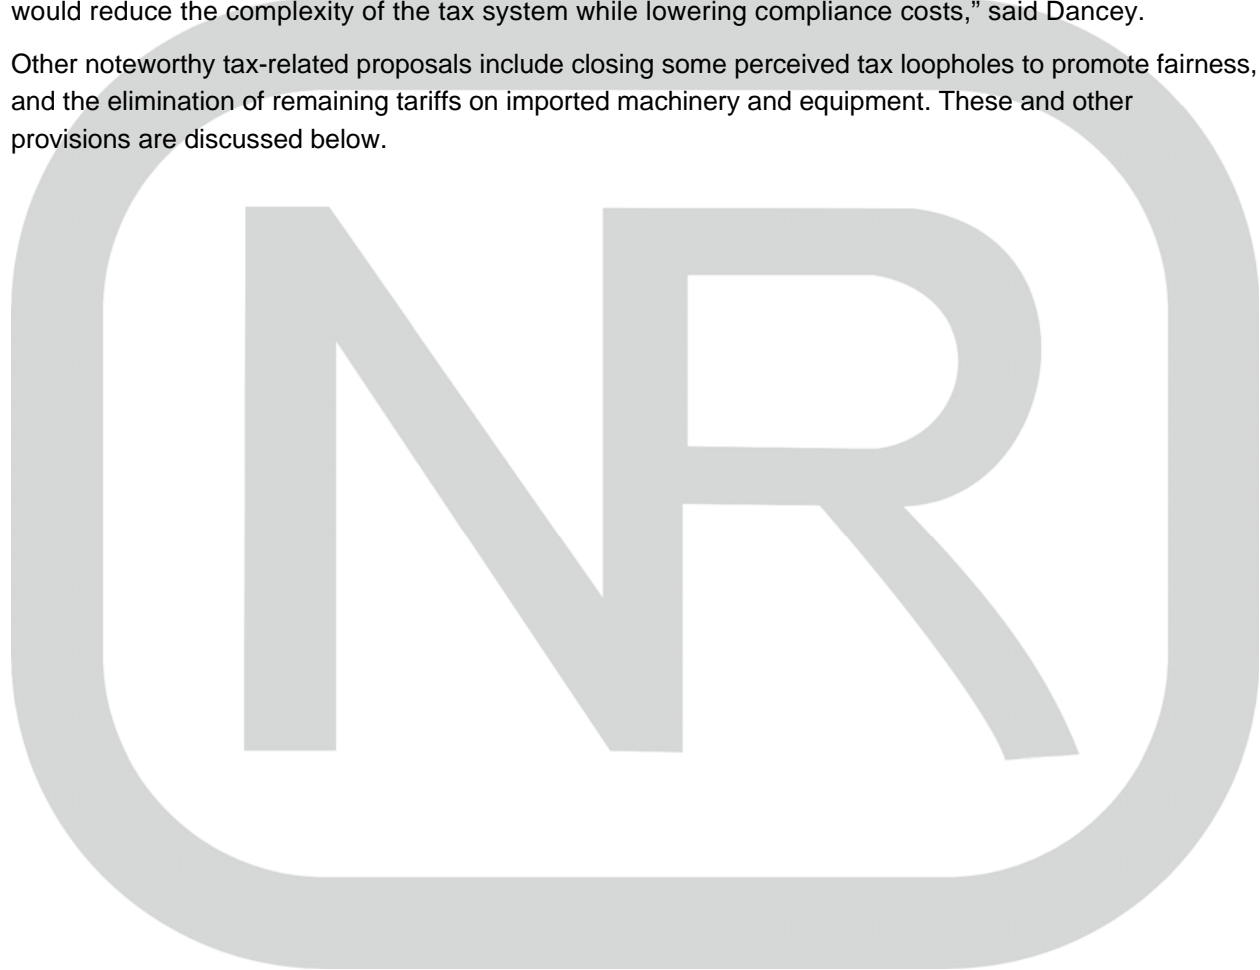 would reduce the complexity of the tax system while lowering compliance costs,” said Dancey.
Other noteworthy tax-related proposals include closing some perceived tax loopholes to promote fairness,
and the elimination of remaining tariffs on imported machinery and equipment. These and other
provisions are discussed below.
NR